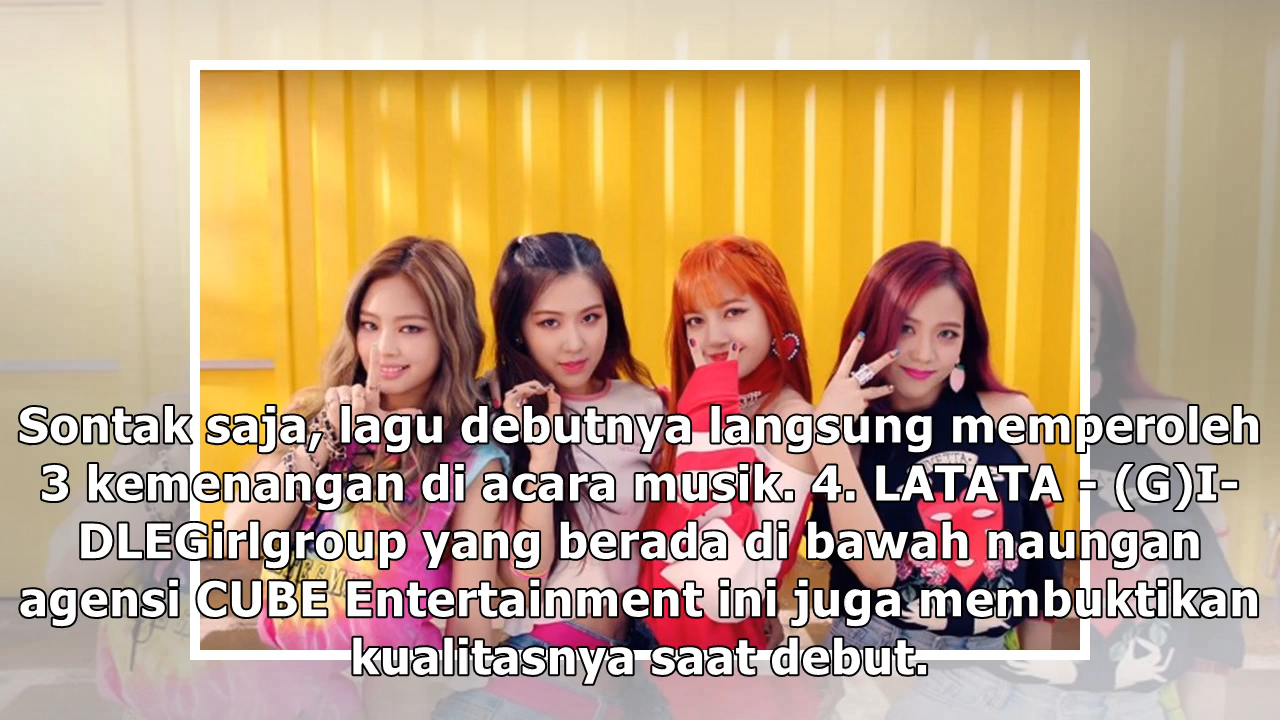 Sontak saja, lagu debutnya langsung memperoleh
3 kemenangan di acara musik. 4. LATATA - (G)I-
DLEGirlgroup yang berada di bawah naungan
agensi CUBE Entertainment ini juga membuktikan
kualitasnya saat debut.